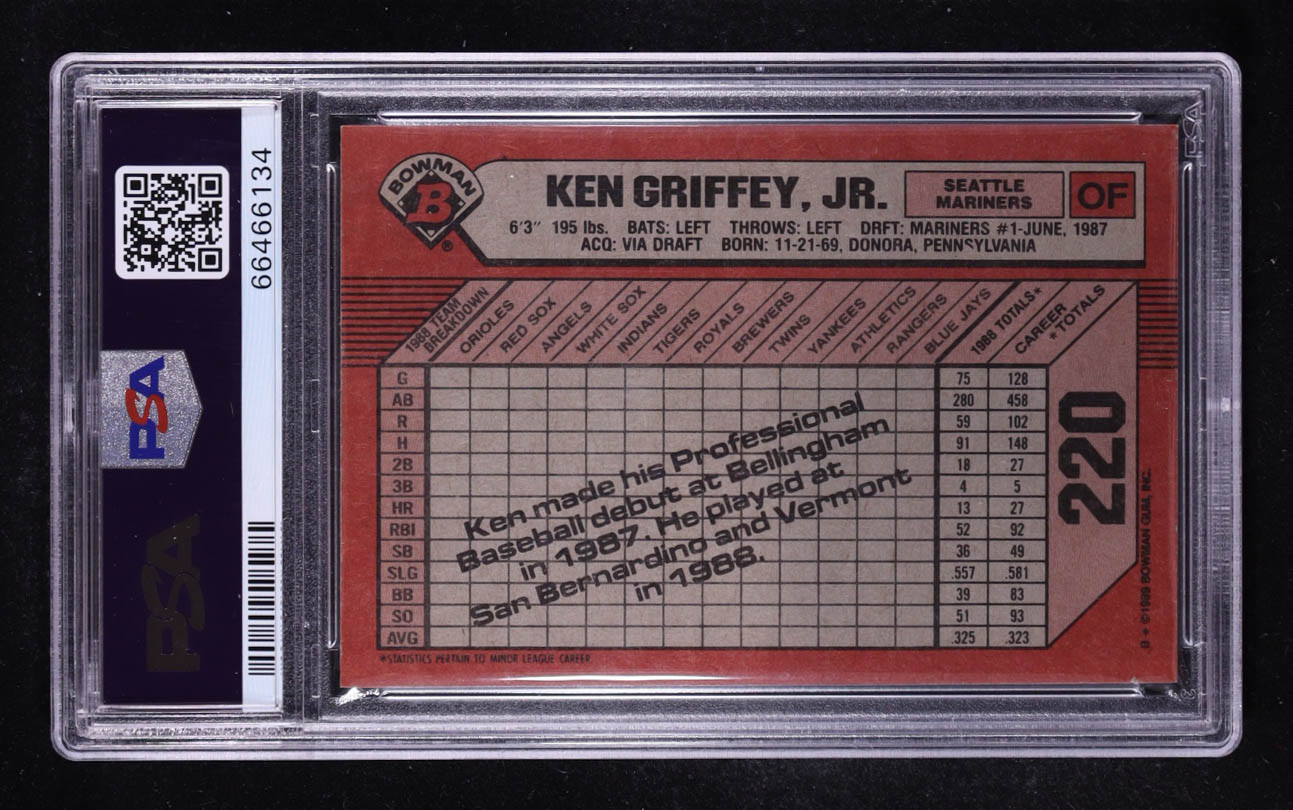 66466134
PSA
PSA
PSA
BOWMAN
B
®
KEN GRIFFEY, JR.
SEATTLE
MARINERS
OF
6'3" 195 lbs. BATS: LEFT THROWS: LEFT DRFT: MARINERS #1-JUNE, 1987
ACQ: VIA DRAFT BORN: 11-21-69, DONORA, PENNSYLVANIA
1988 TEAM
BREAKDOWN
ORIOLES
RED SOX
ANGELS
WHITE SOX
INDIANS
TIGERS
ROYALS
BREWERS
TWINS
YANKEES
ATHLETICS
RANGERS
BLUE JAYS
1988 TOTALS*
CAREER
*TOTALS
G 75 128
AB 280 458
R 59 102
H 91 148
2B 18 27
3B 4 5
HR 13 27
RBI 52 92
SB 36 49
SLG .557 .581
BB 39 83
SO 51 93
AVG .325 .323
Ken made his Professional
Baseball debut at Bellingham
in 1987. He played at
San Bernardino and Vermont
in 1988.
220
*STATISTICS PERTAIN TO MINOR LEAGUE CAREER
©1989 BOWMAN GUM, INC.